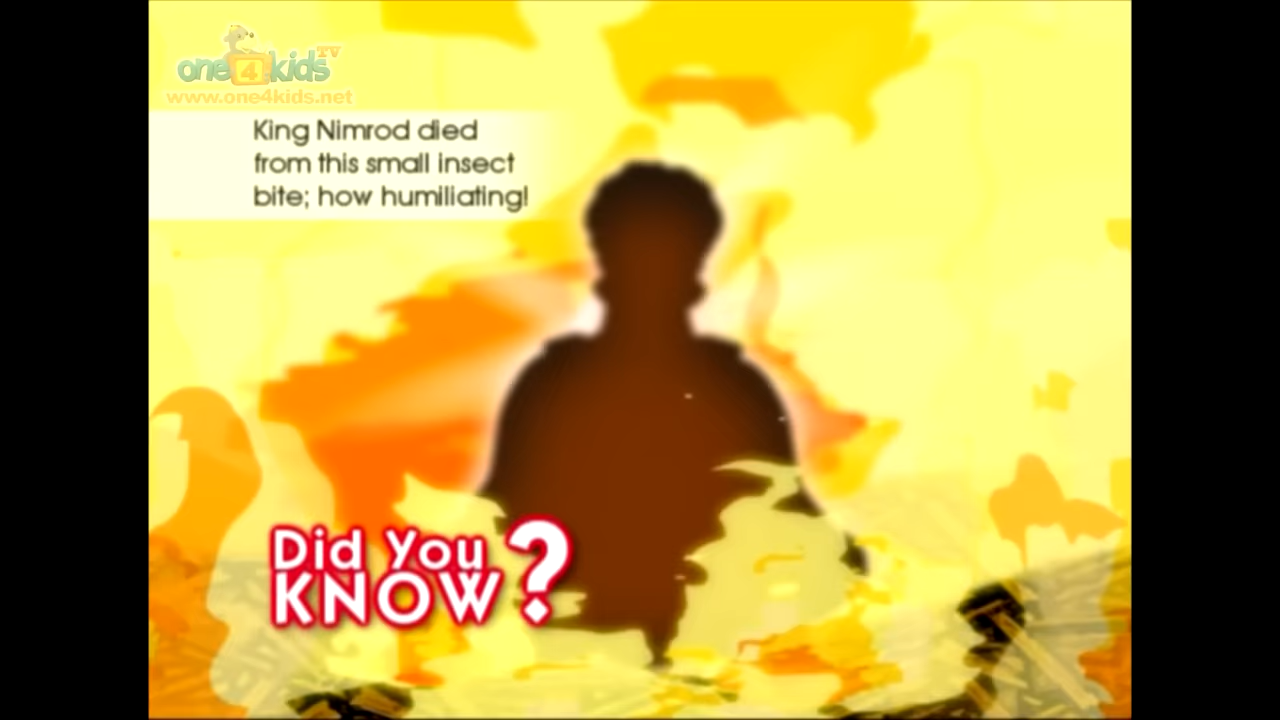 one4kids TV
www.one4kids.net
King Nimrod died
from this small insect
bite; how humiliating!
Did You
KNOW?